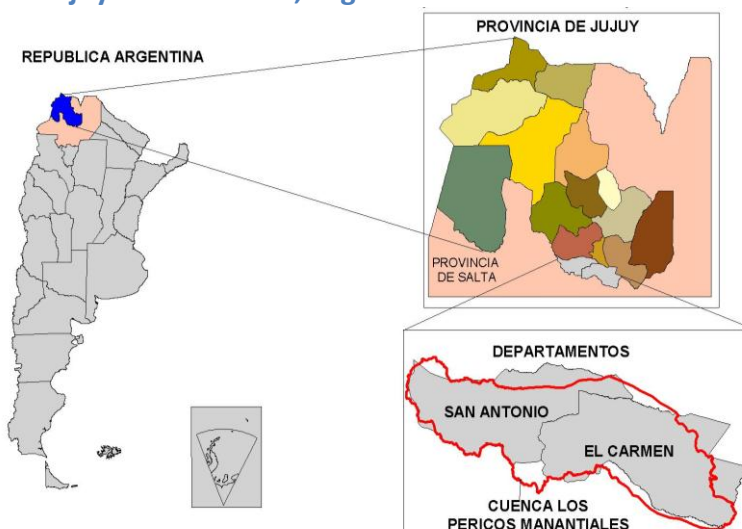 REPUBLICA ARGENTINA
PROVINCIA DE JUJUY
PROVINCIA
DE SALTA
DEPARTAMENTOS
SAN ANTONIO
EL CARMEN
CUENCA LOS
PERICOS MANANTIALES